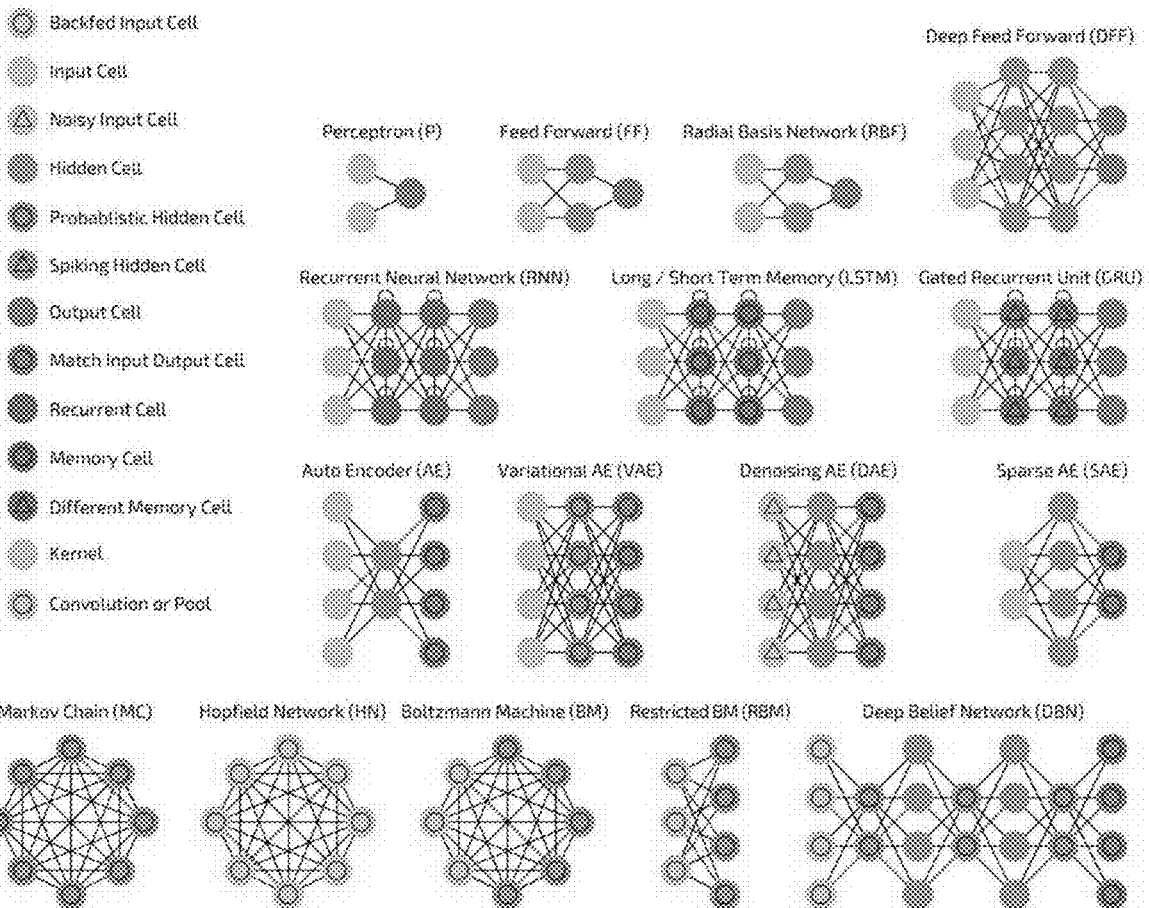 Backfed Input Cell
Input Cell
Noisy Input Cell
Hidden Cell
Probablistic Hidden Cell
Spiking Hidden Cell
Output Cell
Match Input Output Cell
Recurrent Cell
Memory Cell
Different Memory Cell
Kernel
Convolution or Pool
Deep Feed Forward (DFF)
Perceptron (P)
Feed Forward (FF)
Radial Basis Network (RBF)
Recurrent Neural Network (RNN)
Long / Short Term Memory (LSTM)
Gated Recurrent Unit (GRU)
Auto Encoder (AE)
Variational AE (VAE)
Denoising AE (DAE)
Sparse AE (SAE)
Markov Chain (MC)
Hopfield Network (HN)
Boltzmann Machine (BM)
Restricted BM (RBM)
Deep Belief Network (DBN)